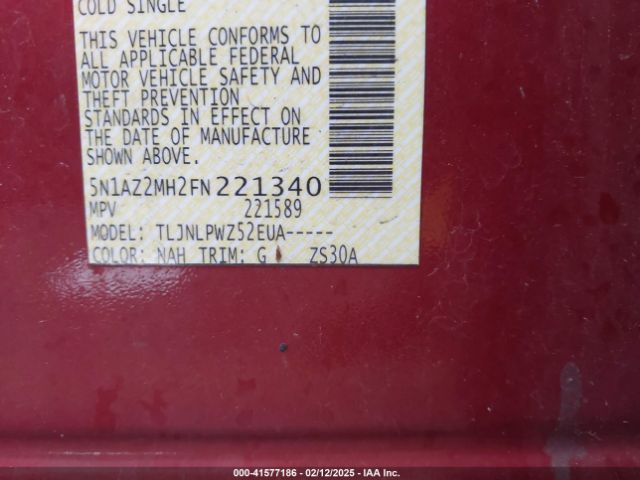 COLD SINGLE
THIS VEHICLE CONFORMS TO
ALL APPLICABLE FEDERAL
MOTOR VEHICLE SAFETY AND
THEFT PREVENTION
STANDARDS IN EFFECT ON
THE DATE OF MANUFACTURE
SHOWN ABOVE.
5N1AZ2MH2FN221340
MPV 221589
MODEL: TLJNLPWZ52EUA-----
COLOR: NAH TRIM: G ZS30A
000-41577186 - 02/12/2025 - IAA Inc.